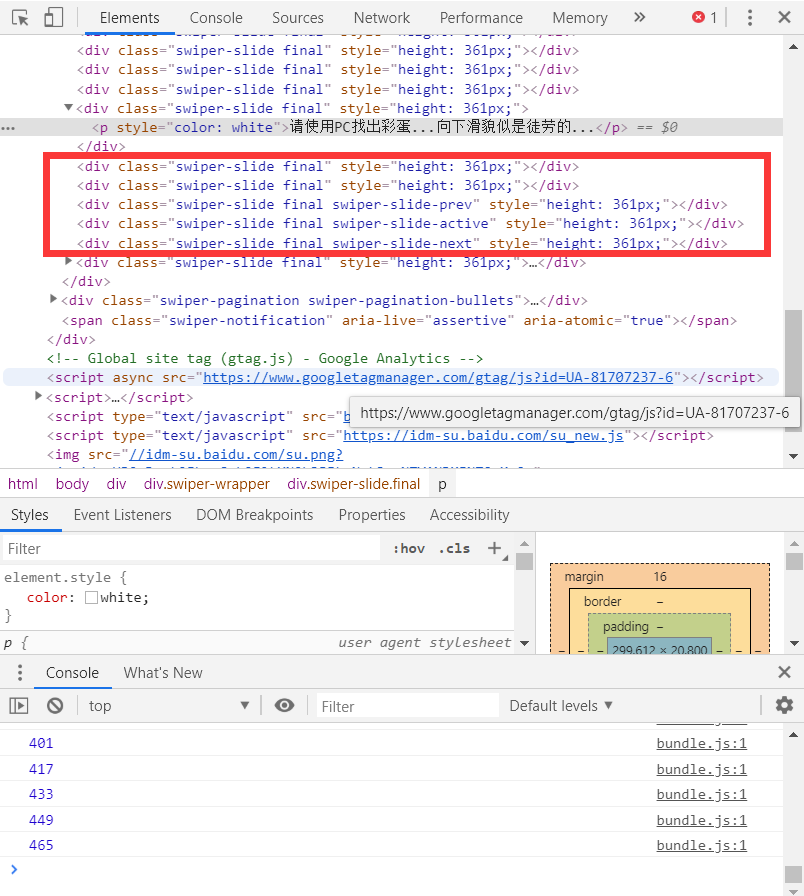 Elements Console Sources Network Performance Memory » 1
<div class="swiper-slide final" style="height: 361px;"></div>
<div class="swiper-slide final" style="height: 361px;"></div>
<div class="swiper-slide final" style="height: 361px;"></div>
<div class="swiper-slide final" style="height: 361px;"></div>
<div class="swiper-slide final" style="height: 361px;">
<p style="color: white">请使用PC找出彩蛋...向下滑貌似是徒劳的...</p> == $0
</div>
<div class="swiper-slide final" style="height: 361px;"></div>
<div class="swiper-slide final" style="height: 361px;"></div>
<div class="swiper-slide final swiper-slide-prev" style="height: 361px;"></div>
<div class="swiper-slide final swiper-slide-active" style="height: 361px;"></div>
<div class="swiper-slide final swiper-slide-next" style="height: 361px;"></div>
<div class="swiper-slide final" style="height: 361px;">…</div>
</div>
<div class="swiper-pagination swiper-pagination-bullets">…</div>
<span class="swiper-notification" aria-live="assertive" aria-atomic="true"></span>
</div>
<!-- Global site tag (gtag.js) - Google Analytics -->
<script async src="https://www.googletagmanager.com/gtag/js?id=UA-81707237-6"></script>
<script>…</script>
<script type="text/javascript" src="b
https://www.googletagmanager.com/gtag/js?id=UA-81707237-6
<script type="text/javascript" src="https://idm-su.baidu.com/su_new.js"></script>
<img src="//idm-su.baidu.com/su.png?
html body div div.swiper-wrapper div.swiper-slide.final p
Styles Event Listeners DOM Breakpoints Properties Accessibility
Filter :hov .cls +
element.style {
color: white;
}
p { user agent stylesheet
margin 16
border –
padding –
– – – 299.612 × 20.800 – – –
Console What's New
top Filter Default levels ▼
401 bundle.js:1
417 bundle.js:1
433 bundle.js:1
449 bundle.js:1
465 bundle.js:1